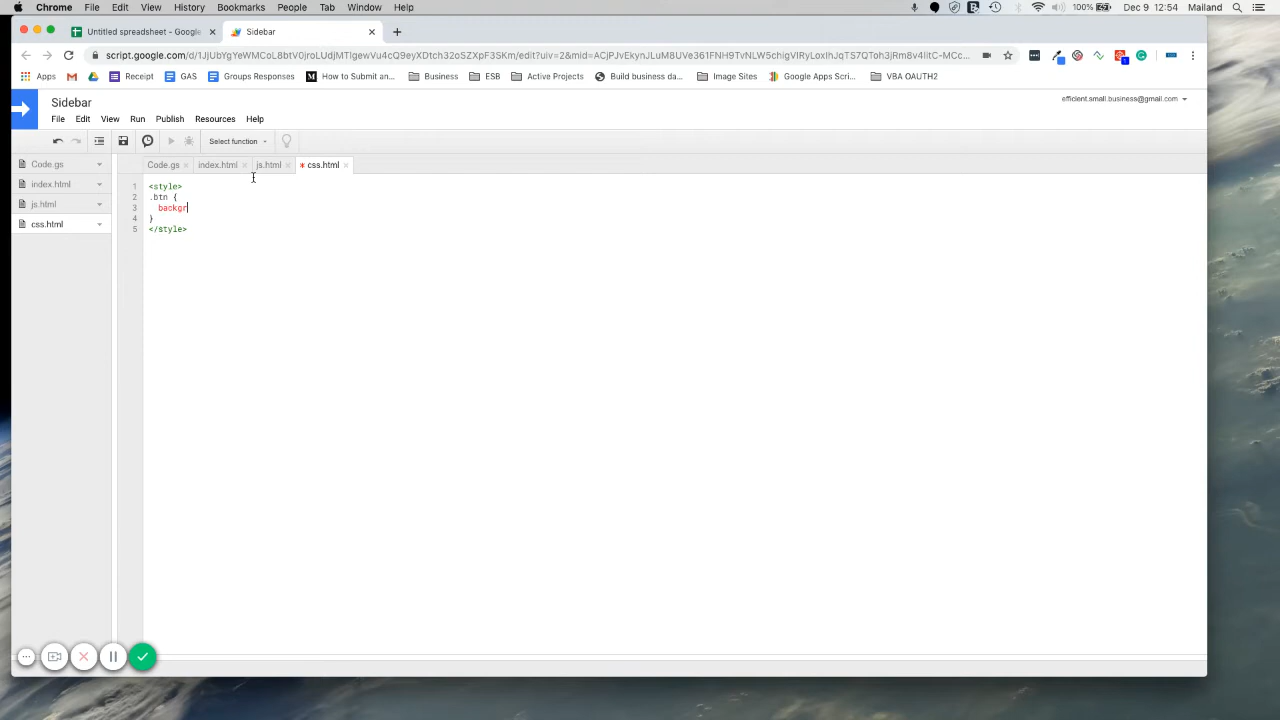 Chrome File Edit View History Bookmarks People Tab Window Help 100% Dec 9 12:54 Mailand
Untitled spreadsheet - Google Sidebar
Apps Receipt GAS Groups Responses How to Submit an... Business ESB Active Projects Build business da... Image Sites Google Apps Scri... VBA OAUTH2
Sidebar
efficient.small.business@gmail.com
File Edit View Run Publish Resources Help
Select function
Code.gs index.html js.html * css.html
Code.gs
index.html
js.html
css.html
1 <style>
2 .btn {
3 backgr
4 }
5 </style>